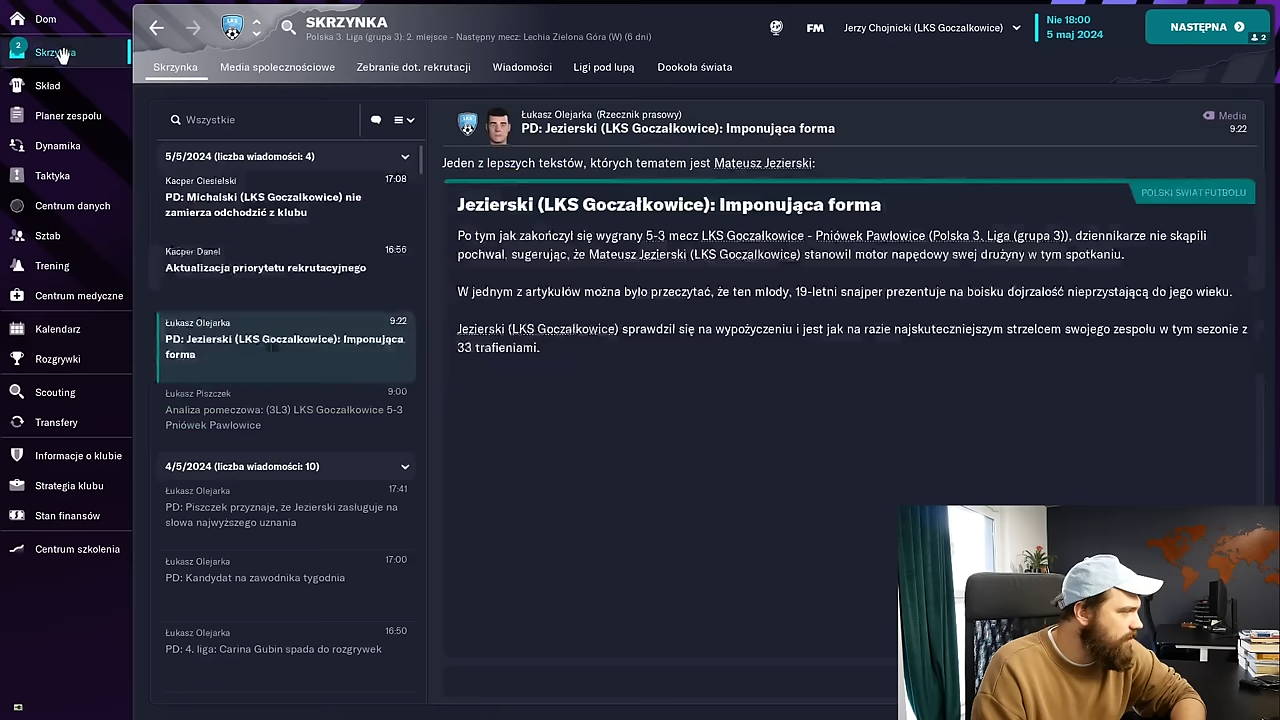 Dom
2
Skrzynka
Skład
Planer zespołu
Dynamika
Taktyka
Centrum danych
Sztab
Trening
Centrum medyczne
Kalendarz
Rozgrywki
Scouting
Transfery
Informacje o klubie
Strategia klubu
Stan finansów
Centrum szkolenia
SKRZYNKA
Polska 3. Liga (grupa 3): 2. miejsce - Następny mecz: Lechia Zielona Góra (W) (6 dni)
FM
Jerzy Chojnicki (LKS Goczałkowice)
Nie 18:00
5 maj 2024
NASTĘPNA
2
Skrzynka
Media społecznościowe
Zebranie dot. rekrutacji
Wiadomości
Ligi pod lupą
Dookoła świata
Wszystkie
5/5/2024 (liczba wiadomości: 4)
Kacper Ciesielski 17:08
PD: Michalski (LKS Goczałkowice) nie
zamierza odchodzić z klubu
Kacper Danel 16:56
Aktualizacja priorytetu rekrutacyjnego
Łukasz Olejarka 9:22
PD: Jezierski (LKS Goczałkowice): Imponująca
forma
Łukasz Piszczek 9:00
Analiza pomeczowa: (3L3) LKS Goczałkowice 5-3
Pniówek Pawłowice
4/5/2024 (liczba wiadomości: 10)
Łukasz Olejarka 17:41
PD: Piszczek przyznaje, że Jezierski zasługuje na
słowa najwyższego uznania
Łukasz Olejarka 17:00
PD: Kandydat na zawodnika tygodnia
Łukasz Olejarka 16:50
PD: 4. liga: Carina Gubin spada do rozgrywek
Łukasz Olejarka (Rzecznik prasowy)
PD: Jezierski (LKS Goczałkowice): Imponująca forma
Media
9:22
Jeden z lepszych tekstów, których tematem jest Mateusz Jezierski:
POLSKI ŚWIAT FUTBOLU
Jezierski (LKS Goczałkowice): Imponująca forma
Po tym jak zakończył się wygrany 5-3 mecz LKS Goczałkowice - Pniówek Pawłowice (Polska 3. Liga (grupa 3)), dziennikarze nie skąpili
pochwał, sugerując, że Mateusz Jezierski (LKS Goczałkowice) stanowił motor napędowy swej drużyny w tym spotkaniu.
W jednym z artykułów można było przeczytać, że ten młody, 19-letni snajper prezentuje na boisku dojrzałość nieprzystającą do jego wieku.
Jezierski (LKS Goczałkowice) sprawdził się na wypożyczeniu i jest jak na razie najskuteczniejszym strzelcem swojego zespołu w tym sezonie z
33 trafieniami.